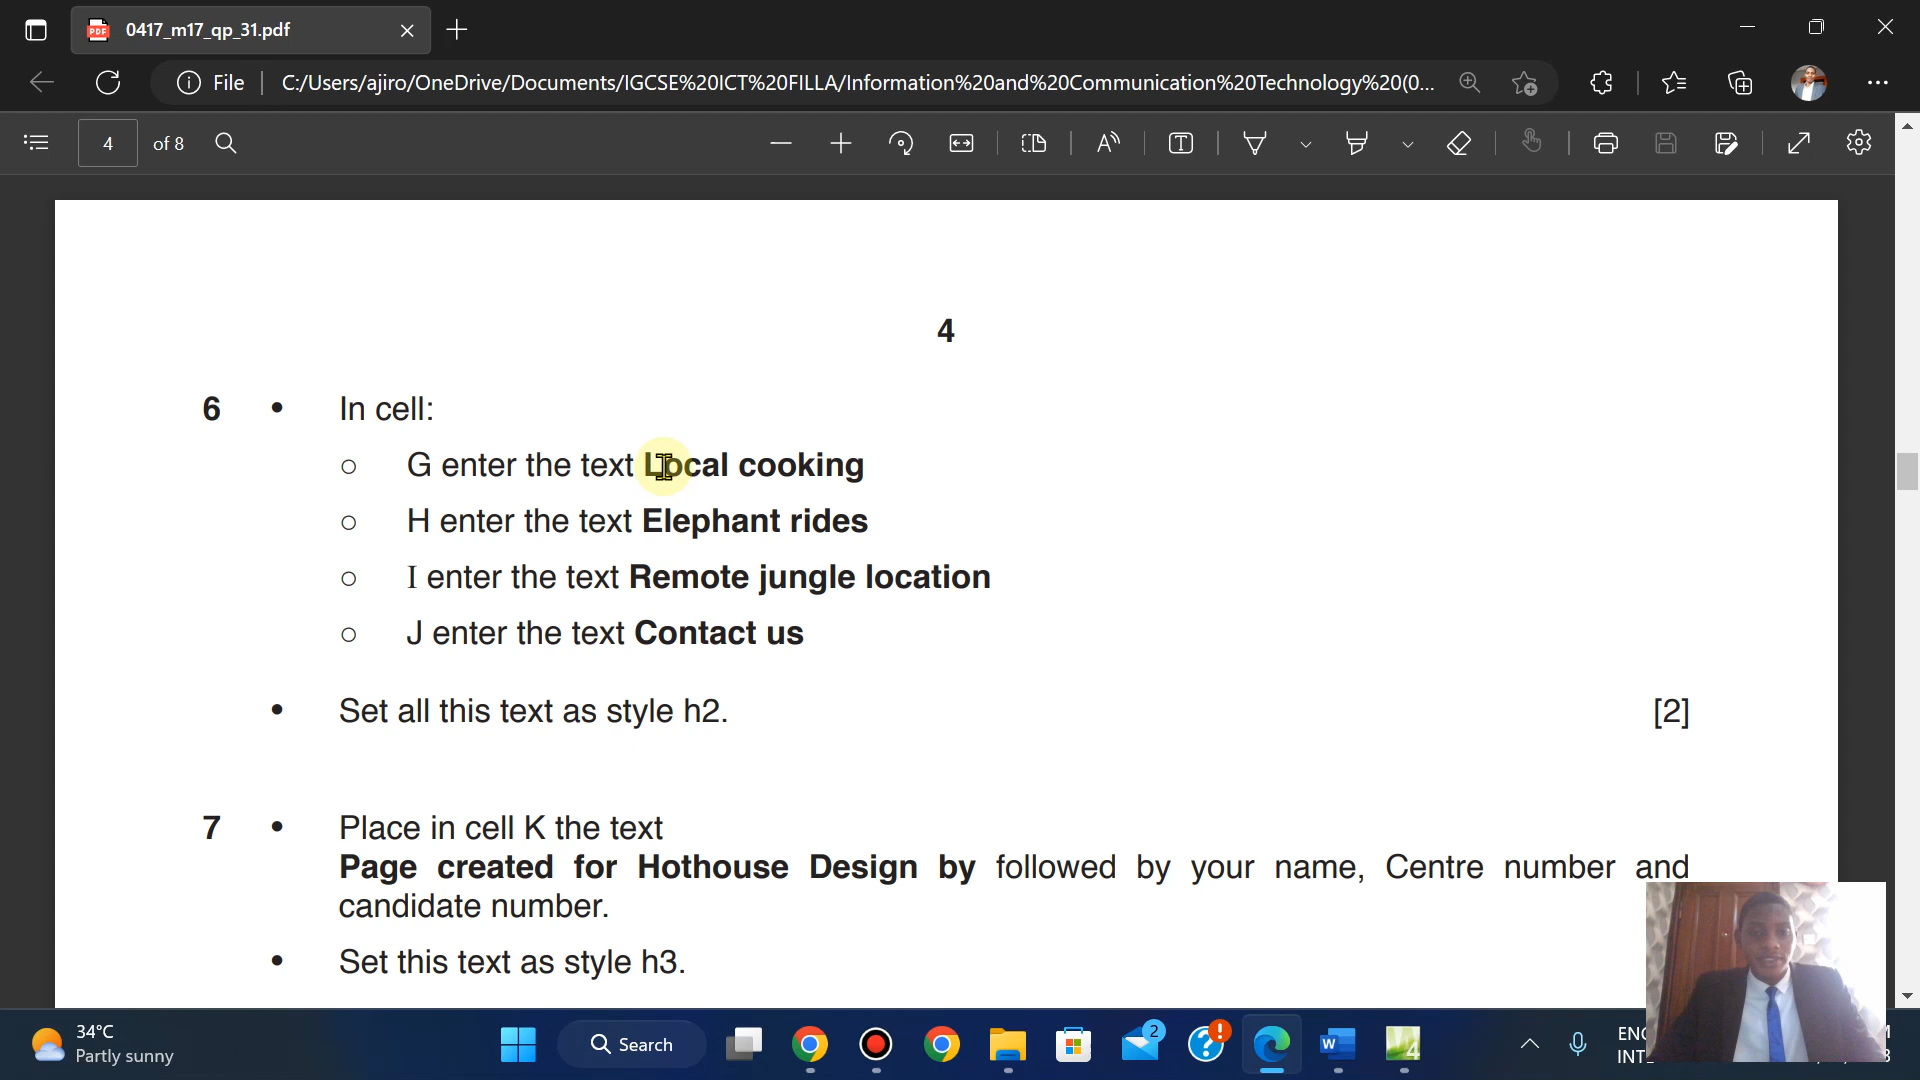 0417_m17_qp_31.pdf
File C:/Users/ajiro/OneDrive/Documents/IGCSE%20ICT%20FILLA/Information%20and%20Communication%20Technology%20(0...
4 of 8
4
6 • In cell:
○ G enter the text Local cooking
○ H enter the text Elephant rides
○ I enter the text Remote jungle location
○ J enter the text Contact us
• Set all this text as style h2. [2]
7 • Place in cell K the text
Page created for Hothouse Design by followed by your name, Centre number and
candidate number.
• Set this text as style h3.
34°C
Partly sunny
Search
2